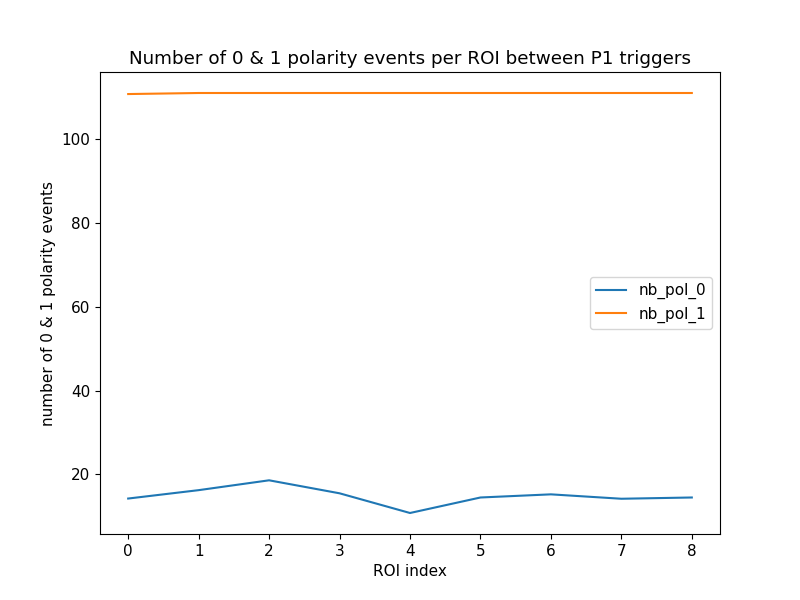 Number of 0 & 1 polarity events per ROI between P1 triggers
number of 0 & 1 polarity events
100
80
60
40
20
nb_pol_0
nb_pol_1
0 1 2 3 4 5 6 7 8
ROI index